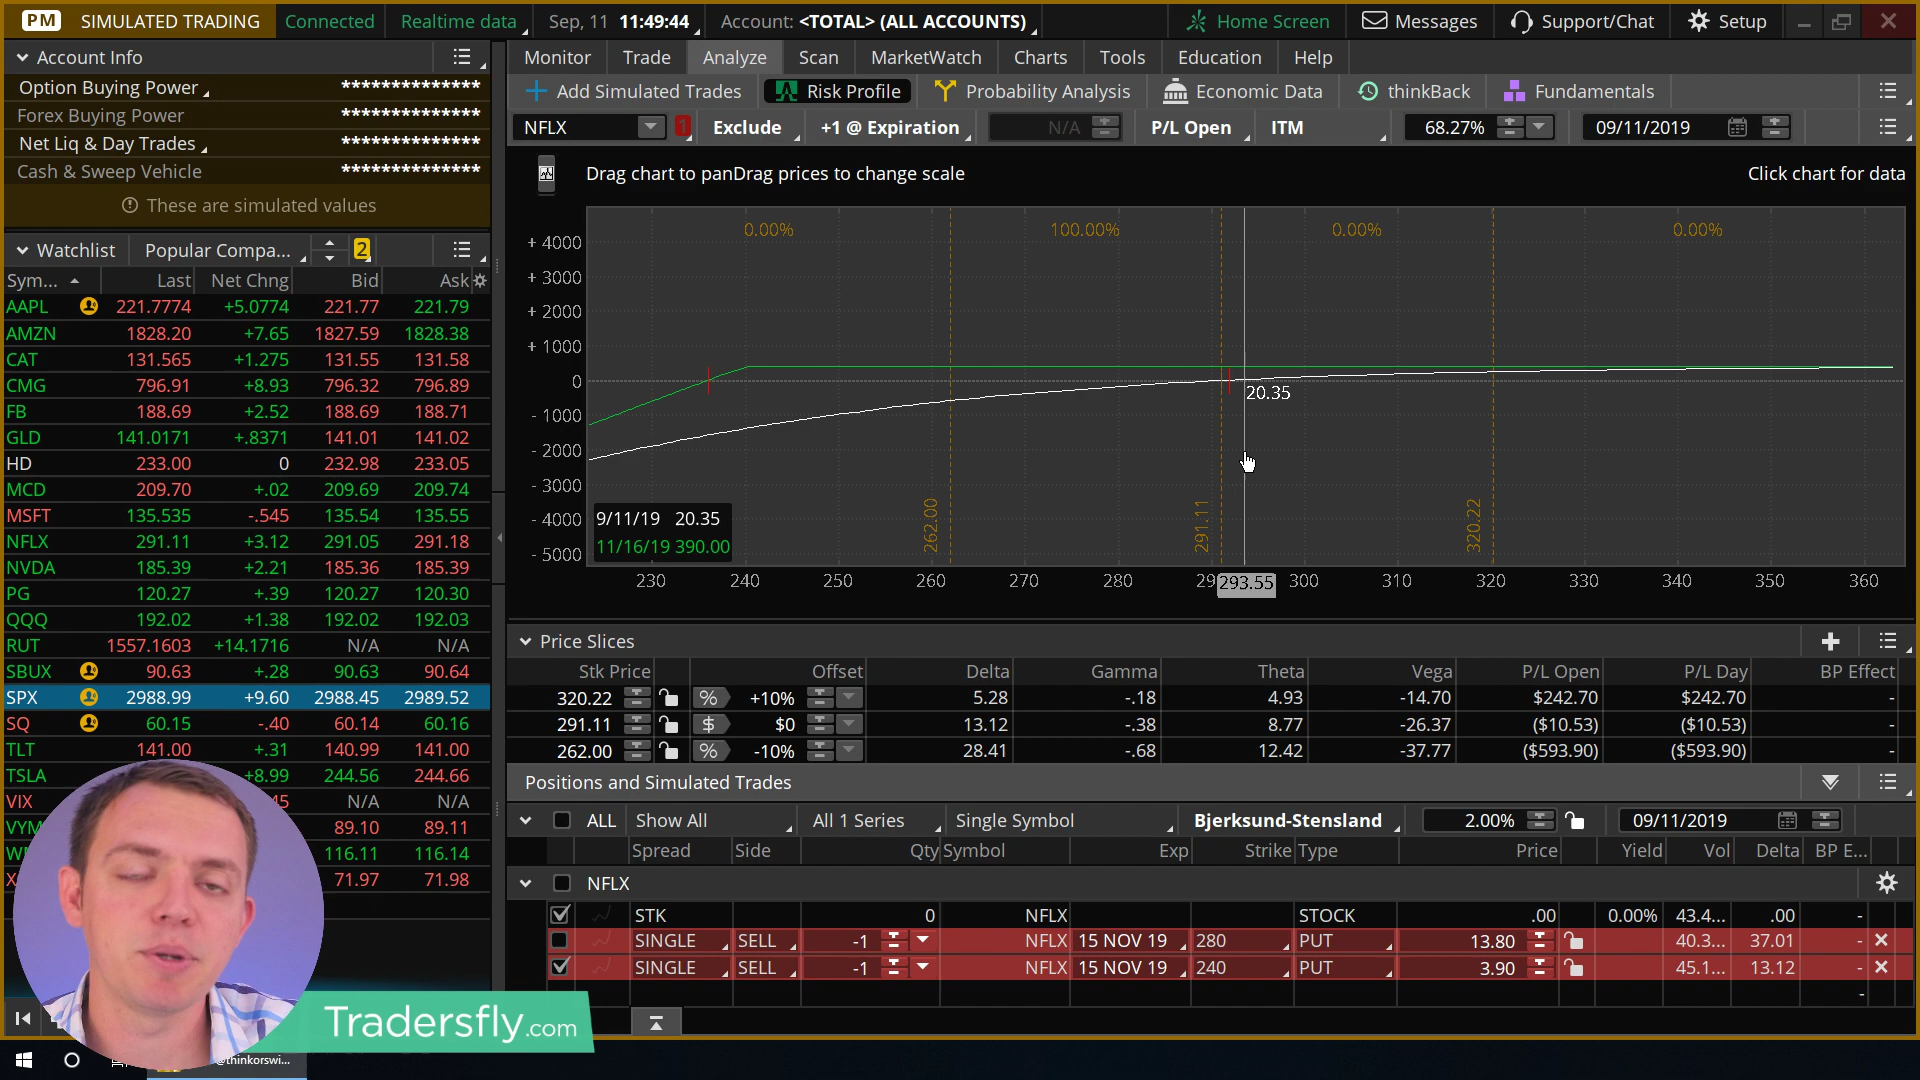 PM SIMULATED TRADING Connected Realtime data Sep, 11 11:49:44 Account: <TOTAL> (ALL ACCOUNTS) Home Screen Messages Support/Chat Setup
Account Info
Option Buying Power **************
Forex Buying Power **************
Net Liq & Day Trades **************
Cash & Sweep Vehicle **************
These are simulated values
Watchlist Popular Compa... 2
Sym... Last Net Chng Bid Ask
AAPL 221.7774 +5.0774 221.77 221.79
AMZN 1828.20 +7.65 1827.59 1828.38
CAT 131.565 +1.275 131.55 131.58
CMG 796.91 +8.93 796.32 796.89
FB 188.69 +2.52 188.69 188.71
GLD 141.0171 +.8371 141.01 141.02
HD 233.00 0 232.98 233.05
MCD 209.70 +.02 209.69 209.74
MSFT 135.535 -.545 135.54 135.55
NFLX 291.11 +3.12 291.05 291.18
NVDA 185.39 +2.21 185.36 185.39
PG 120.27 +.39 120.27 120.30
QQQ 192.02 +1.38 192.02 192.03
RUT 1557.1603 +14.1716 N/A N/A
SBUX 90.63 +.28 90.63 90.64
SPX 2988.99 +9.60 2988.45 2989.52
SQ 60.15 -.40 60.14 60.16
TLT 141.00 +.31 140.99 141.00
TSLA +8.99 244.56 244.66
VIX 45 N/A N/A
VYM 89.10 89.11
116.11 116.14
71.97 71.98
Tradersfly.com
@thinkorswi...
Monitor Trade Analyze Scan MarketWatch Charts Tools Education Help
Add Simulated Trades Risk Profile Probability Analysis Economic Data thinkBack Fundamentals
NFLX 1 Exclude +1 @ Expiration N/A P/L Open ITM 68.27% 09/11/2019
Drag chart to panDrag prices to change scale Click chart for data
0.00% 100.00% 0.00% 0.00%
+ 4000
+ 3000
+ 2000
+ 1000
0
- 1000
- 2000
- 3000
- 4000
- 5000
20.35
9/11/19 20.35
11/16/19 390.00
262.00
291.11
320.22
230 240 250 260 270 280 29 293.55 300 310 320 330 340 350 360
Price Slices
Stk Price Offset Delta Gamma Theta Vega P/L Open P/L Day BP Effect
320.22 % +10% 5.28 -.18 4.93 -14.70 $242.70 $242.70 -
291.11 $ $0 13.12 -.38 8.77 -26.37 ($10.53) ($10.53) -
262.00 % -10% 28.41 -.68 12.42 -37.77 ($593.90) ($593.90) -
Positions and Simulated Trades
ALL Show All All 1 Series Single Symbol Bjerksund-Stensland 2.00% 09/11/2019
Spread Side Qty Symbol Exp Strike Type Price Yield Vol Delta BP E...
NFLX
STK 0 NFLX STOCK .00 0.00% 43.4... .00 -
SINGLE SELL -1 NFLX 15 NOV 19 280 PUT 13.80 40.3... 37.01 -
SINGLE SELL -1 NFLX 15 NOV 19 240 PUT 3.90 45.1... 13.12 -
-